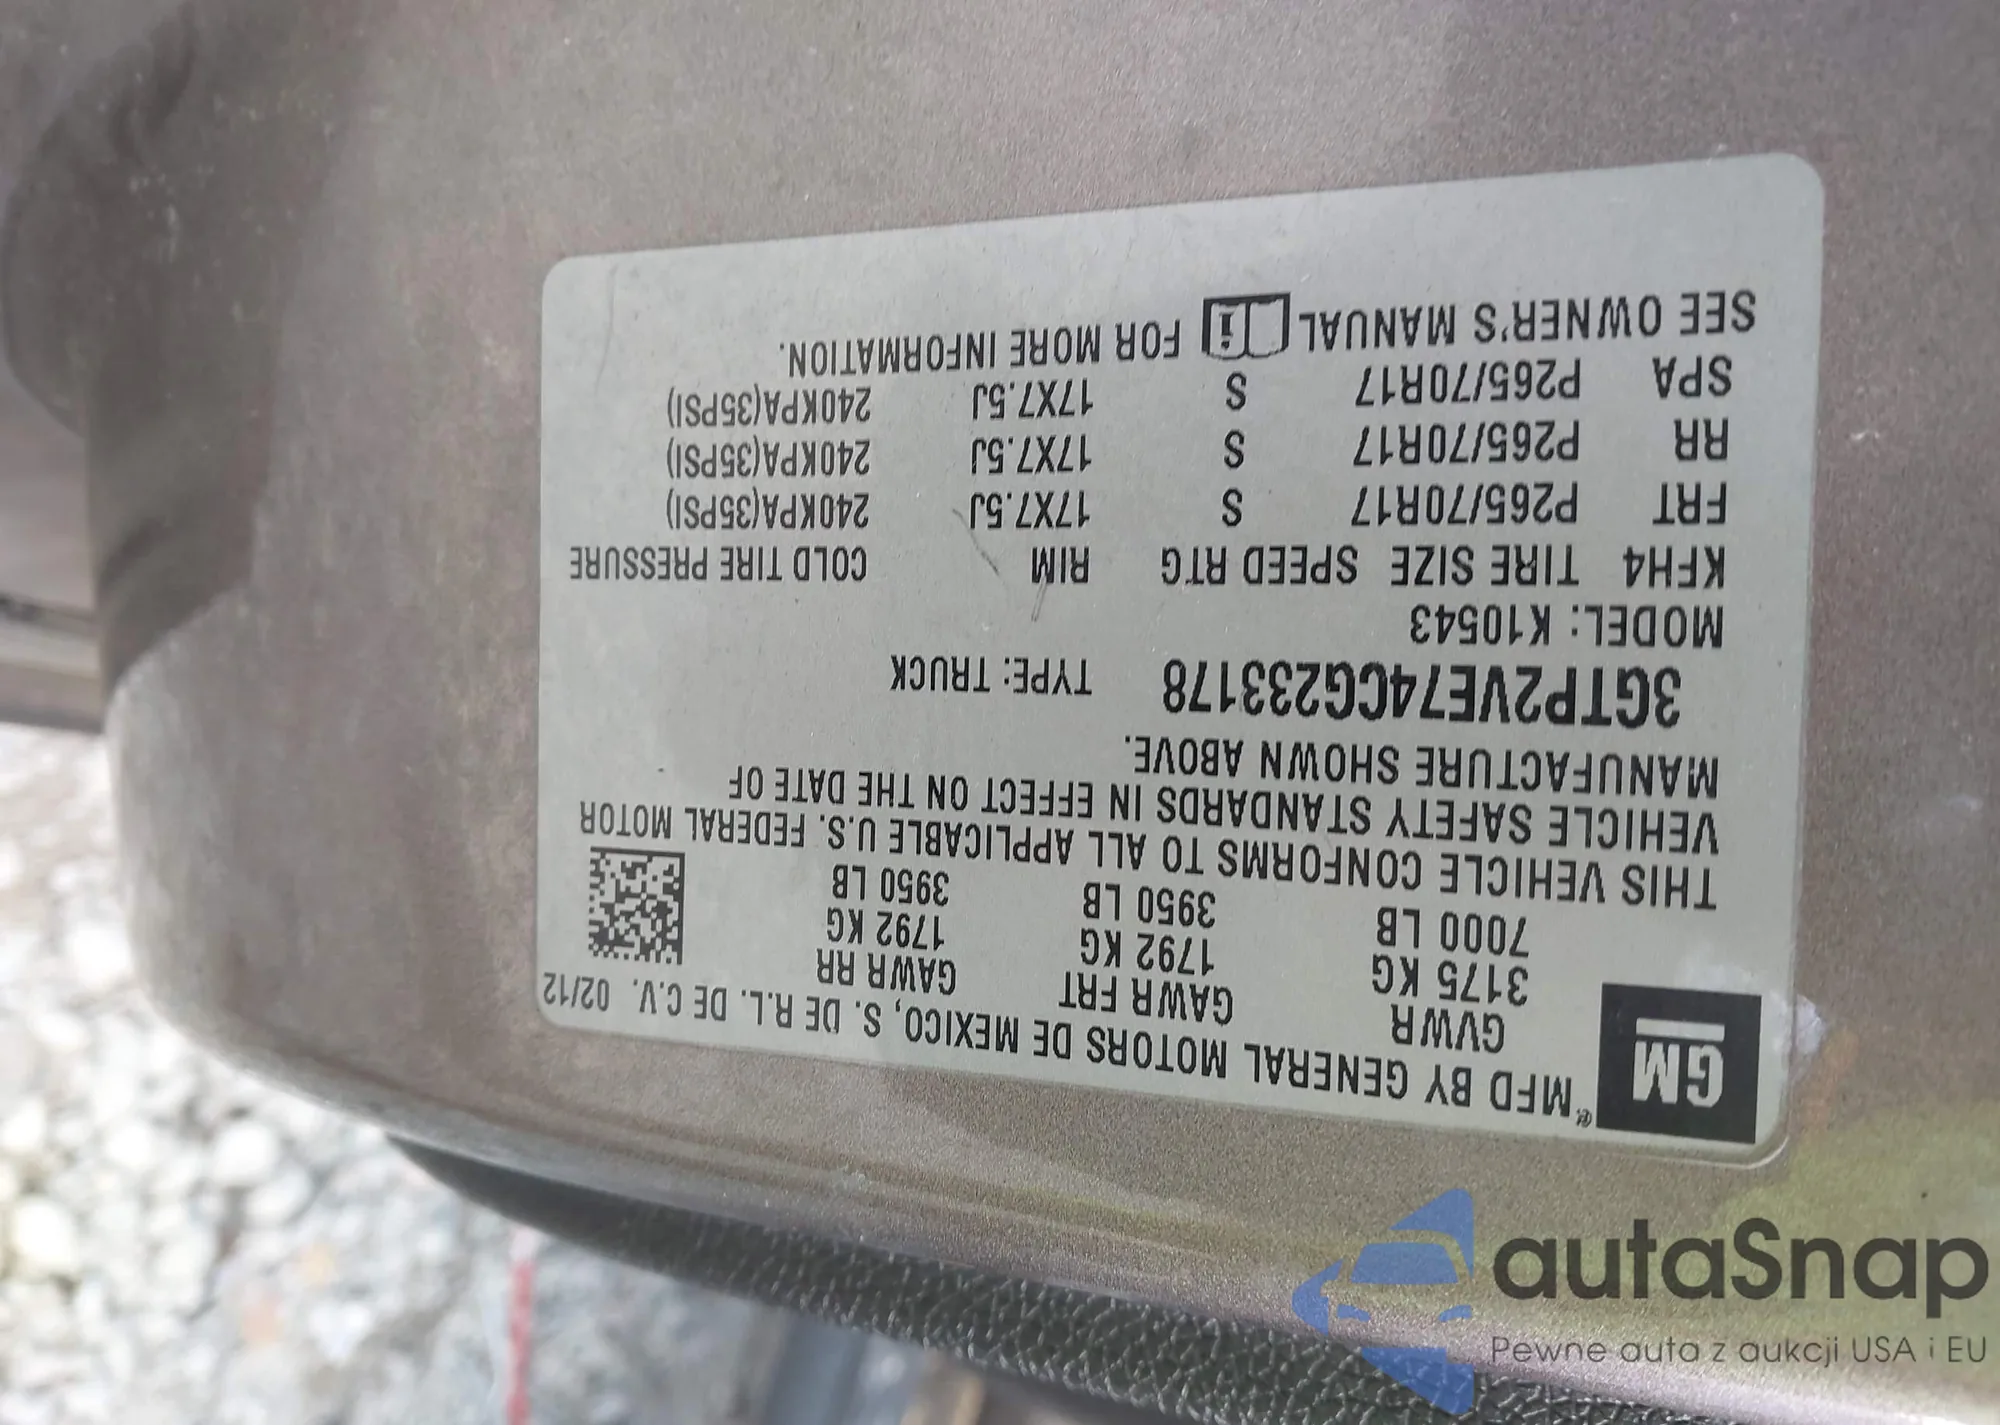 GM
MFD BY GENERAL MOTORS DE MEXICO, S. DE R.L. DE C.V. 02/12
GVWR GAWR FRT GAWR RR
3175 KG 1792 KG 1792 KG
7000 LB 3950 LB 3950 LB
THIS VEHICLE CONFORMS TO ALL APPLICABLE U.S. FEDERAL MOTOR
VEHICLE SAFETY STANDARDS IN EFFECT ON THE DATE OF
MANUFACTURE SHOWN ABOVE.
3GTP2VE74CG233178 TYPE: TRUCK
MODEL: K10543
KFH4 TIRE SIZE SPEED RTG RIM COLD TIRE PRESSURE
FRT P265/70R17 S 17X7.5J 240KPA(35PSI)
RR P265/70R17 S 17X7.5J 240KPA(35PSI)
SPA P265/70R17 S 17X7.5J 240KPA(35PSI)
SEE OWNER'S MANUAL i FOR MORE INFORMATION.
autaSnap
Pewne auta z aukcji USA i EU